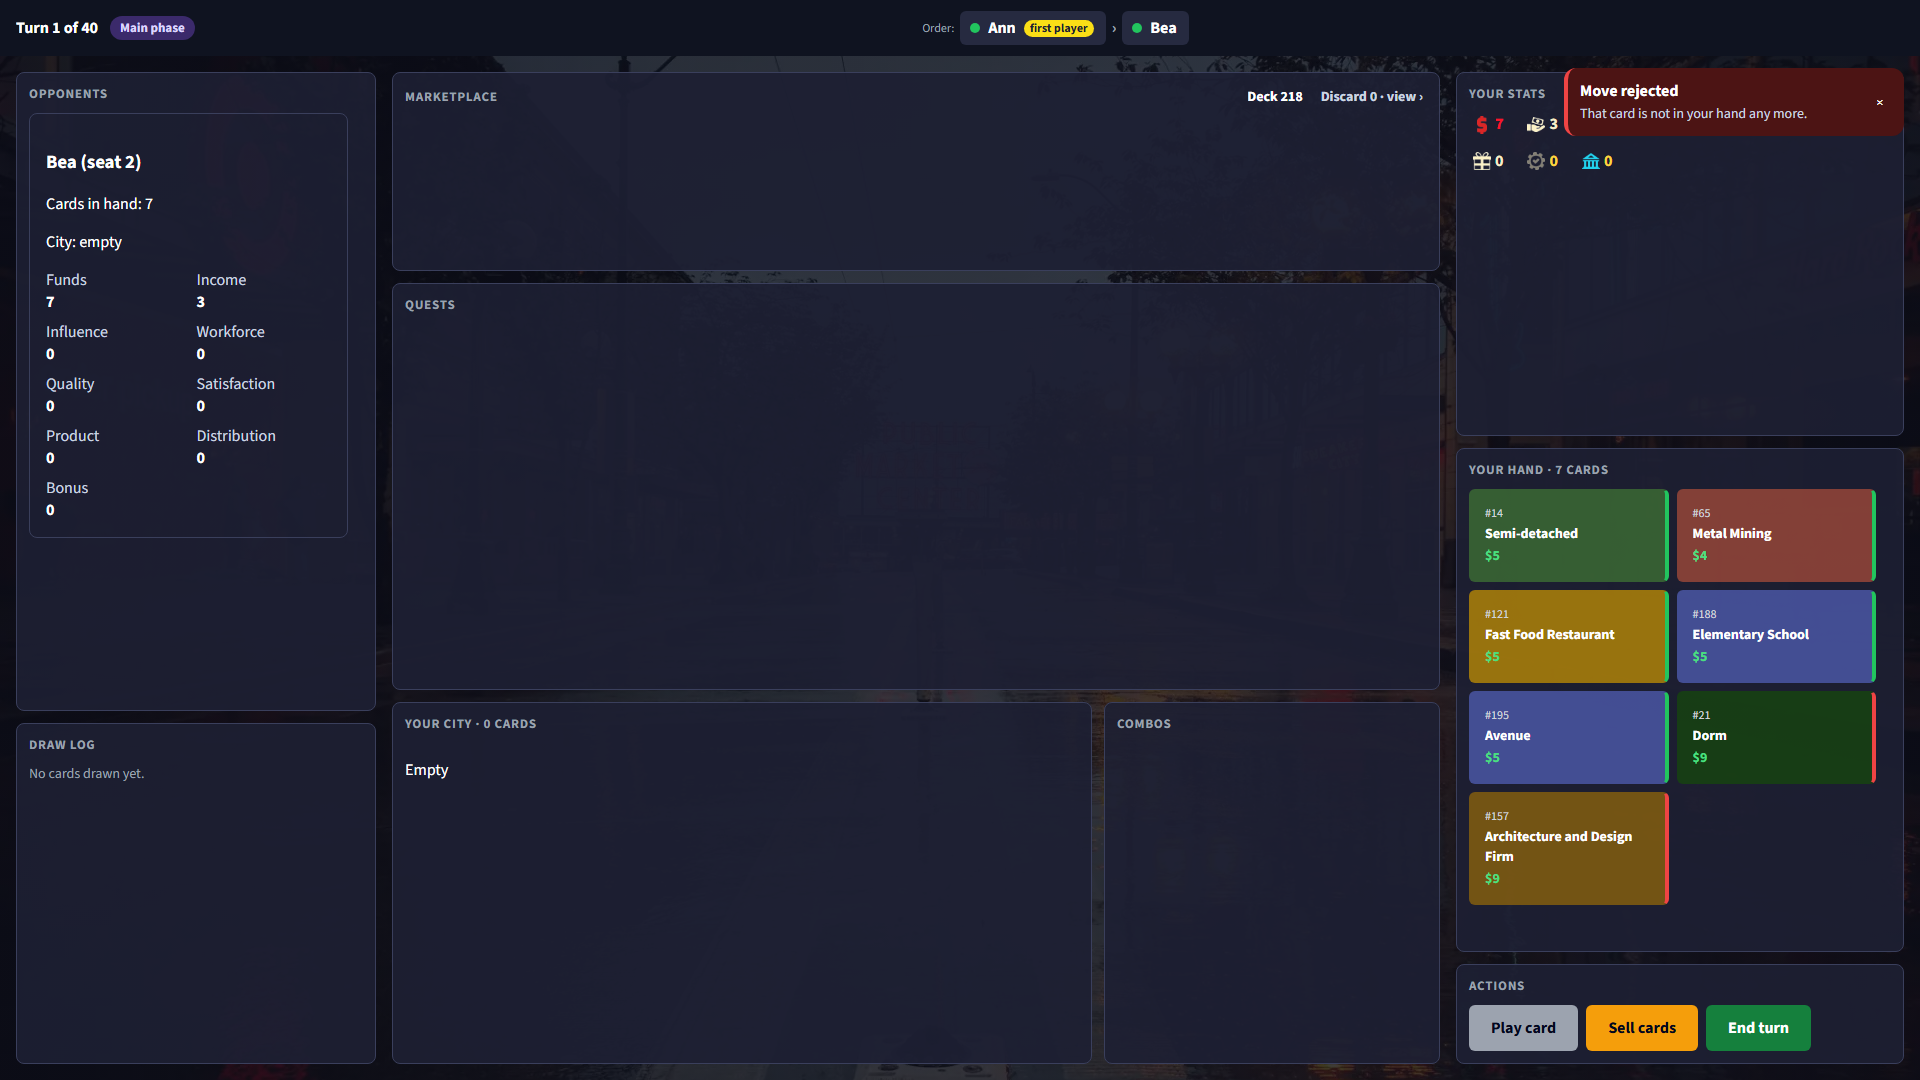 Turn 1 of 40
Main phase
Order:
Ann
first player
›
Bea
OPPONENTS
Bea (seat 2)
Cards in hand: 7
City: empty
Funds
7
Income
3
Influence
0
Workforce
0
Quality
0
Satisfaction
0
Product
0
Distribution
0
Bonus
0
DRAW LOG
No cards drawn yet.
MARKETPLACE
Deck 218
Discard 0 · view ›
QUESTS
YOUR CITY · 0 CARDS
Empty
COMBOS
YOUR STATS
7
3
0
0
0
Move rejected
That card is not in your hand any more.
×
YOUR HAND · 7 CARDS
#14
Semi-detached
$5
#65
Metal Mining
$4
#121
Fast Food Restaurant
$5
#188
Elementary School
$5
#195
Avenue
$5
#21
Dorm
$9
#157
Architecture and Design
Firm
$9
ACTIONS
Play card
Sell cards
End turn